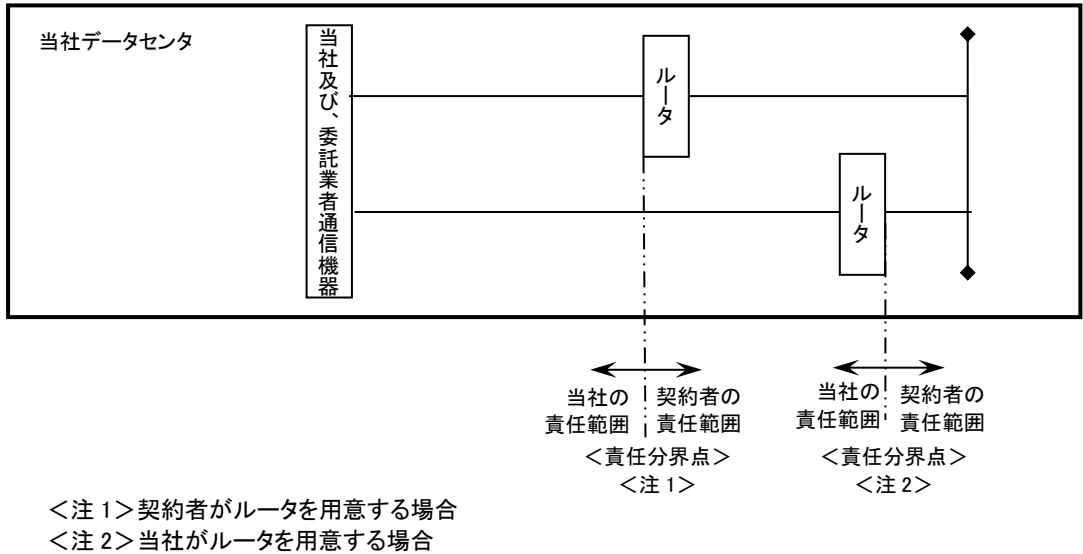 当社データセンタ
当社及び、委託業者通信機器
ルータ
ルータ
当社の
責任範囲
契約者の
責任範囲
＜責任分界点＞
＜注 1＞
当社の
責任範囲
契約者の
責任範囲
＜責任分界点＞
＜注 2＞
＜注 1＞契約者がルータを用意する場合
＜注 2＞当社がルータを用意する場合